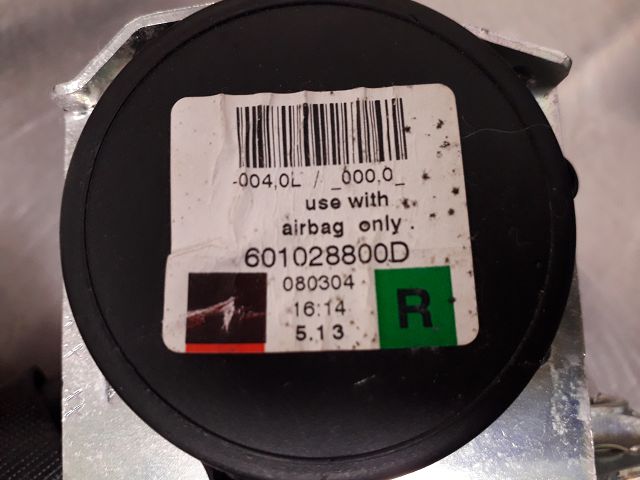 -004,0L / _000,0_
use with
airbag only
601028800D
080304
16:14
5.13
R